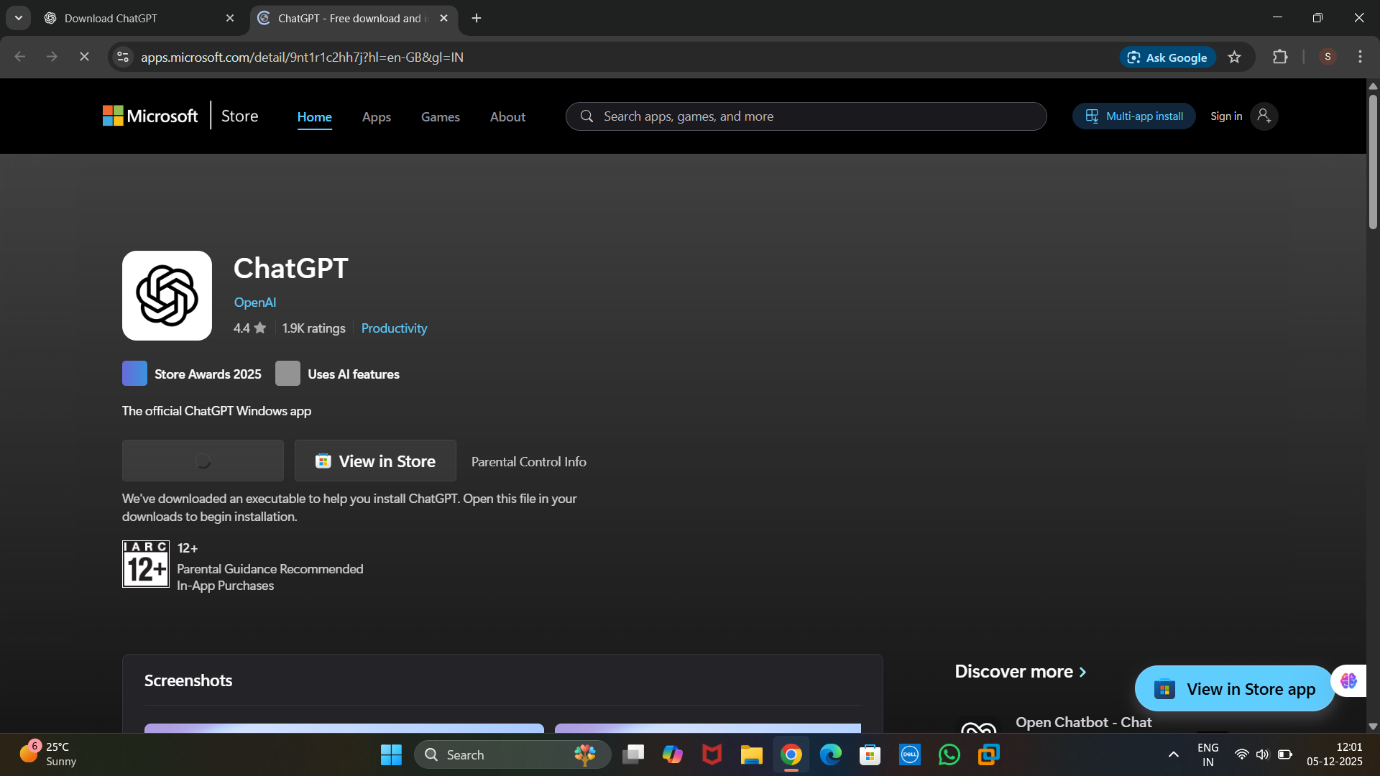 Download ChatGPT
ChatGPT - Free download and
apps.microsoft.com/detail/9nt1r1c2hh7j?hl=en-GB&gl=IN
Ask Google
S
Microsoft
Store
Home
Apps
Games
About
Search apps, games, and more
Multi-app install
Sign in
ChatGPT
OpenAI
4.4
1.9K ratings
Productivity
Store Awards 2025
Uses AI features
The official ChatGPT Windows app
View in Store
Parental Control Info
We've downloaded an executable to help you install ChatGPT. Open this file in your
downloads to begin installation.
IARC
12+
12+
Parental Guidance Recommended
In-App Purchases
Screenshots
Discover more
View in Store app
Open Chatbot - Chat
6
25°C
Sunny
Search
DELL
ENG
IN
12:01
05-12-2025